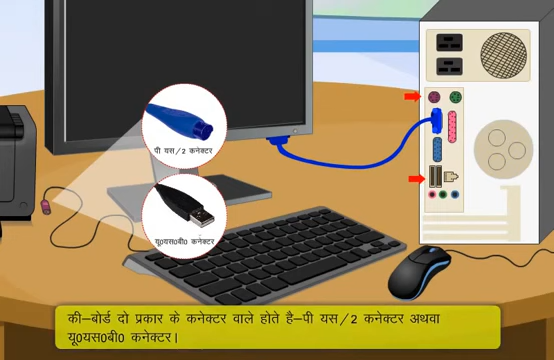 पी यस/2 कनेक्टर
यू0यस0बी0 कनेक्टर
की–बोर्ड दो प्रकार के कनेक्टर वाले होते है–पी यस/2 कनेक्टर अथवा
यू0यस0बी0 कनेक्टर।